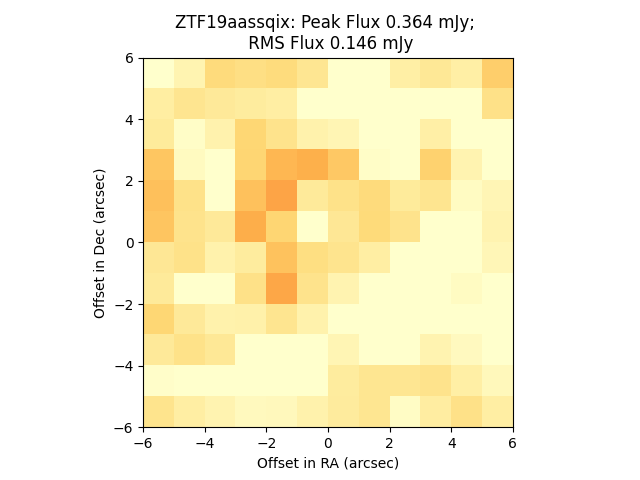 ZTF19aassqix: Peak Flux 0.364 mJy;
RMS Flux 0.146 mJy
6
4
2
0
−2
−4
−6
Offset in Dec (arcsec)
−6 −4 −2 0 2 4 6
Offset in RA (arcsec)